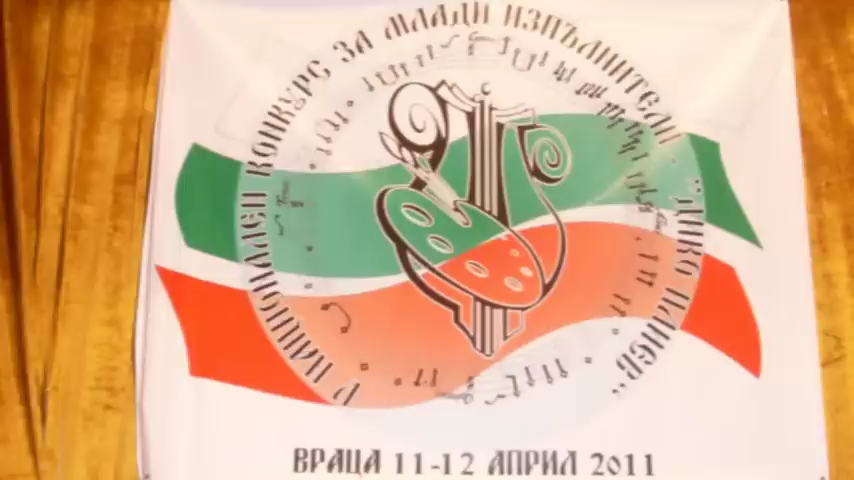 V НАЦИОНАЛЕН КОНКУРС ЗА МЛАДИ ИЗПЪЛНИТЕЛИ "ДИКО ИЛИЕВ"
ВРАЦА 11-12 АПРИЛ 2011